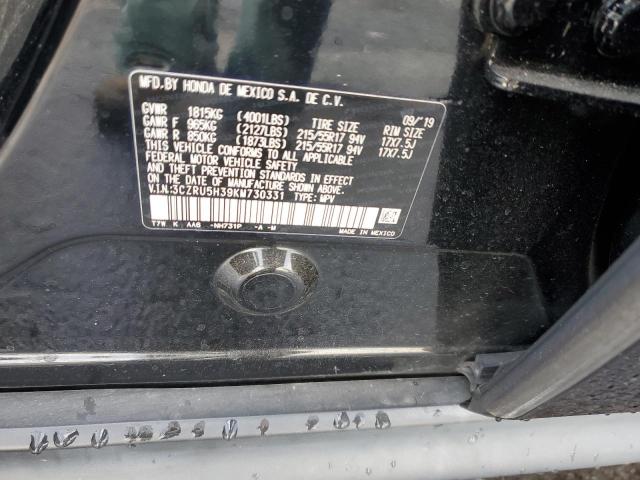 MFD.BY HONDA DE MEXICO S.A. DE C.V.
09/19
GVWR 1815KG (4001LBS) TIRE SIZE RIM SIZE
GAWR F 965KG (2127LBS) 215/55R17 94V 17X7.5J
GAWR R 850KG (1873LBS) 215/55R17 94V 17X7.5J
THIS VEHICLE CONFORMS TO ALL APPLICABLE
FEDERAL MOTOR VEHICLE SAFETY
AND THEFT PREVENTION STANDARDS IN
EFFECT ON THE DATE OF MANUFACTURE SHOWN ABOVE.
V.I.N:3CZRU5H39KM730331 TYPE: MPV
T7W K AA6 -NH731P -A -M MADE IN MEXICO